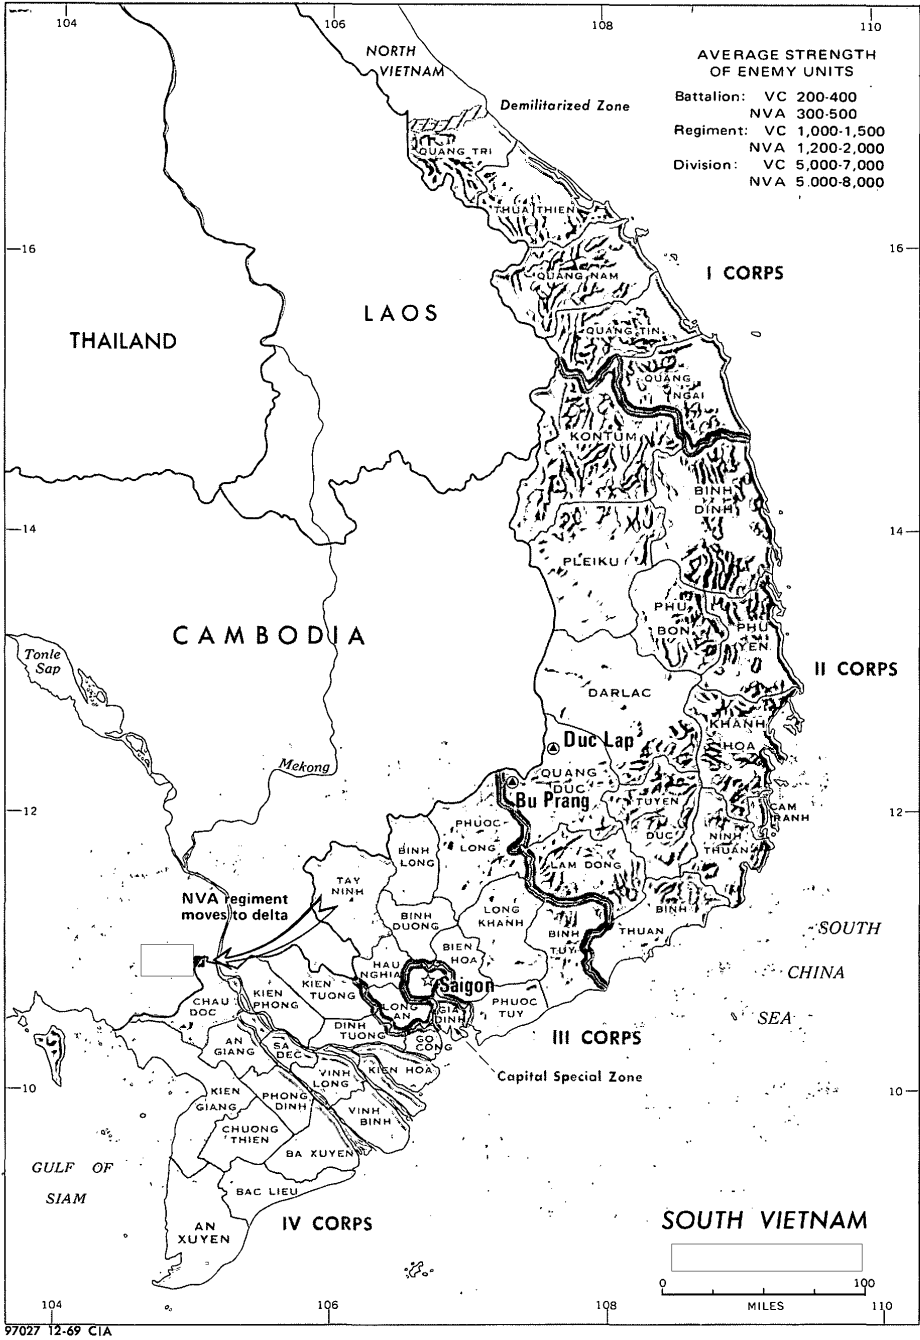 104
106
108
110
NORTH
VIETNAM
AVERAGE STRENGTH
OF ENEMY UNITS
Battalion: VC 200-400
NVA 300-500
Regiment: VC 1,000-1,500
NVA 1,200-2,000
Division: VC 5,000-7,000
NVA 5.000-8,000
Demilitarized Zone
QUANG TRI
THUA THIEN
16
16
QUANG NAM
I CORPS
LAOS
THAILAND
QUANG TIN
QUANG
NGAI
KONTUM
BINH
DINH
14
14
PLEIKU
PHU
BON
PHU
YEN
CAMBODIA
Tonle
Sap
II CORPS
DARLAC
KHANH
HOA
Duc Lap
Mekong
QUANG
DUC
Bu Prang
TUYEN
DUC
CAM
RANH
12
12
PHUOC
LONG
NINH
THUAN
BINH
LONG
LAM DONG
TAY
NINH
NVA regiment
moves to delta
LONG
KHANH
BINH
THUAN
BINH
DUONG
BINH
TUY
SOUTH
CHINA
SEA
BIEN
HOA
HAU
NGHIA
Saigon
KIEN
TUONG
KIEN
PHONG
CHAU
DOC
LONG
AN
GIA
DINH
PHUOC
TUY
DINH
TUONG
GO
CONG
III CORPS
AN
GIANG
SA
DEC
KIEN HOA
VINH
LONG
Capital Special Zone
10
10
KIEN
GIANG
PHONG
DINH
VINH
BINH
CHUONG
THIEN
BA XUYEN
GULF OF
SIAM
BAC LIEU
AN
XUYEN
IV CORPS
SOUTH VIETNAM
0
100
MILES
104
106
108
110
97027 12-69 CIA